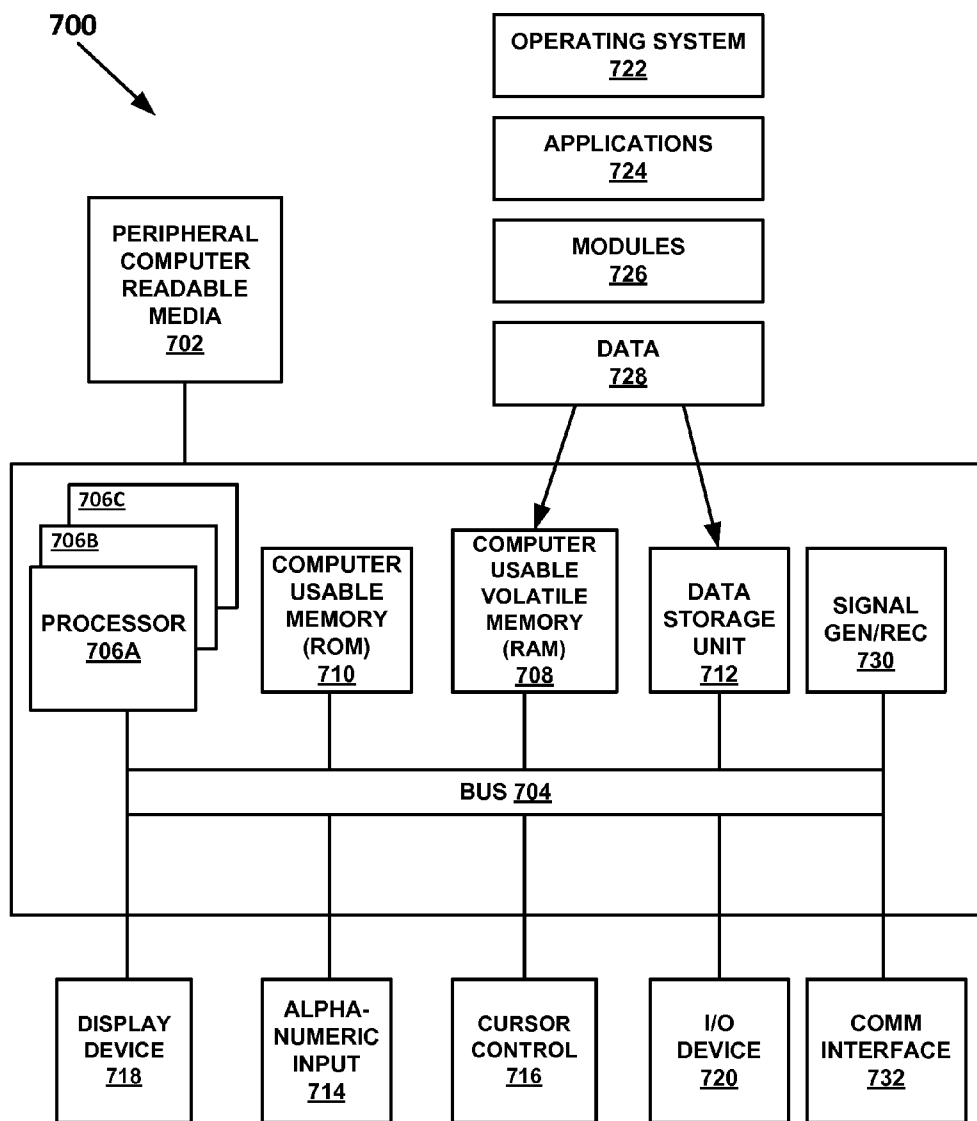 700
OPERATING SYSTEM
722
APPLICATIONS
724
MODULES
726
DATA
728
PERIPHERAL
COMPUTER
READABLE
MEDIA
702
706C
706B
PROCESSOR
706A
COMPUTER
USABLE
MEMORY
(ROM)
710
COMPUTER
USABLE
VOLATILE
MEMORY
(RAM)
708
DATA
STORAGE
UNIT
712
SIGNAL
GEN/REC
730
BUS 704
DISPLAY
DEVICE
718
ALPHA-
NUMERIC
INPUT
714
CURSOR
CONTROL
716
I/O
DEVICE
720
COMM
INTERFACE
732